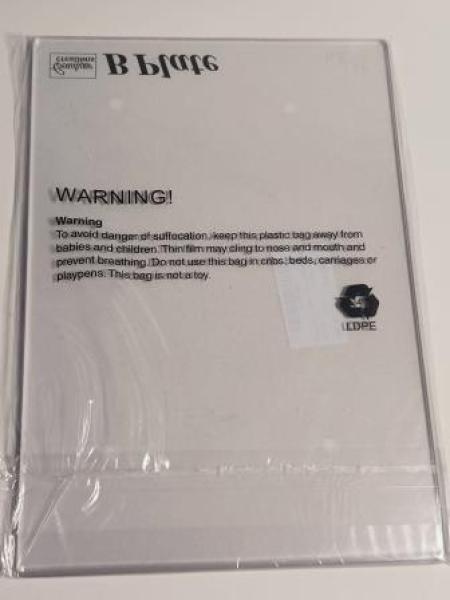 B Plate
Gemini
creations
WARNING!
Warning
To avoid danger of suffocation, keep this plastic bag away from
babies and children. Thin film may cling to nose and mouth and
prevent breathing. Do not use this bag in cribs, beds, carriages or
playpens. This bag is not a toy.
LDPE